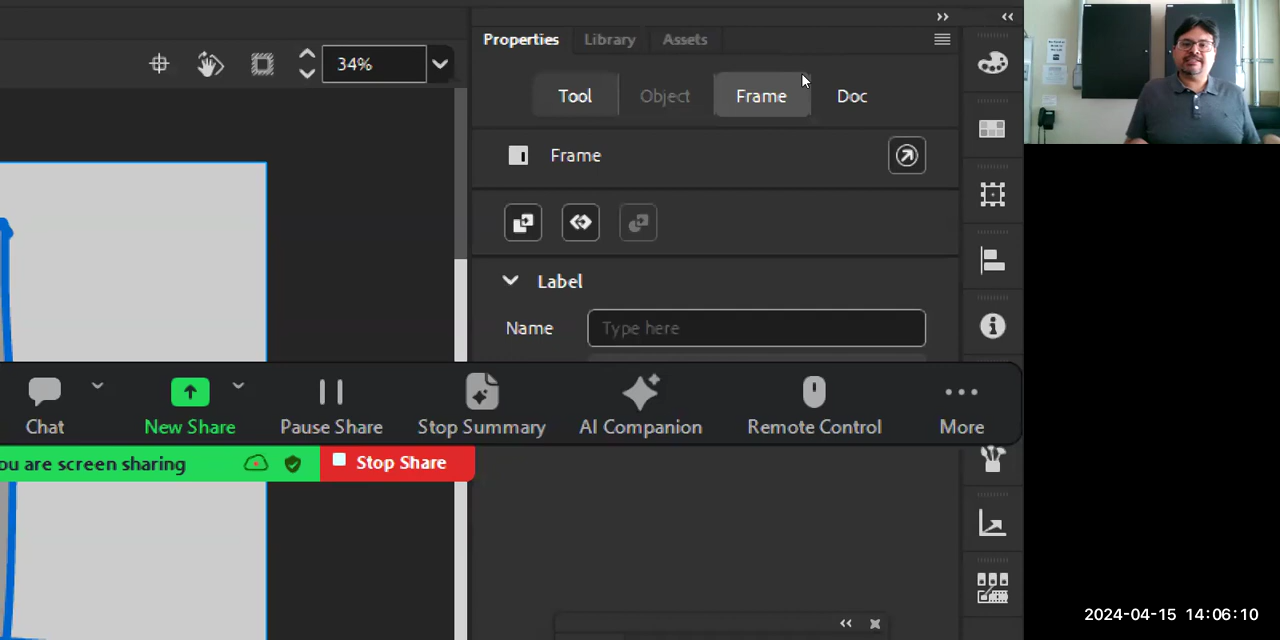 Properties Library Assets
34%
Tool Object Frame Doc
Frame
Label
Name Type here
Chat New Share Pause Share Stop Summary AI Companion Remote Control More
ou are screen sharing Stop Share
2024-04-15 14:06:10